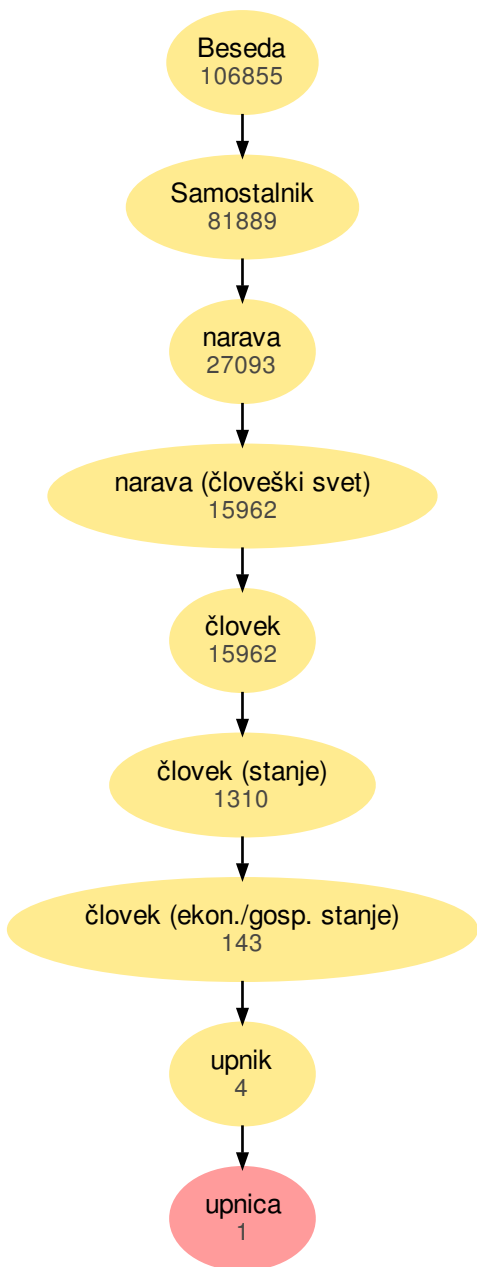 Beseda
106855
Samostalnik
81889
narava
27093
narava (človeški svet)
15962
človek
15962
človek (stanje)
1310
človek (ekon./gosp. stanje)
143
upnik
4
upnica
1